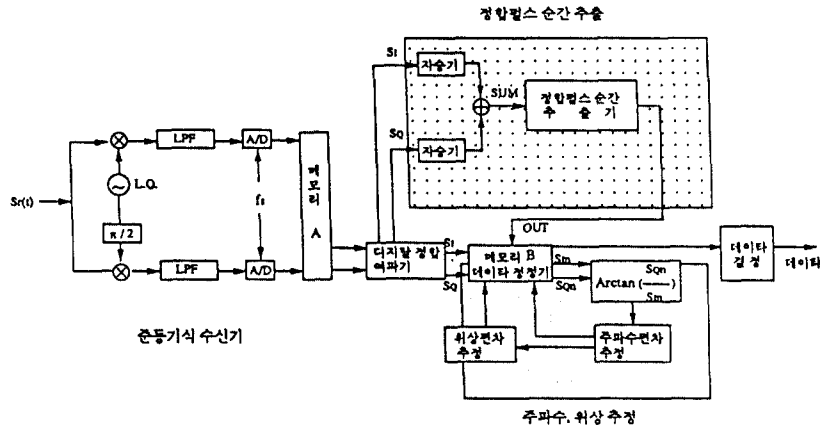 정합펄스 순간 추출
SI
자승기
SUM
정합펄스 순간
추 출 기
SQ
자승기
LPF
A/D
Sr(t)
L.O.
fs
π / 2
메모리 A
LPF
A/D
OUT
디지탈 정합
여파기
SI
SQ
메모리 B
데이타 정정기
SIn
SQn
Arctan (SQn/SIn)
데이타
결정
데이타
위상편차
추정
주파수편차
추정
준동기식 수신기
주파수, 위상 추정